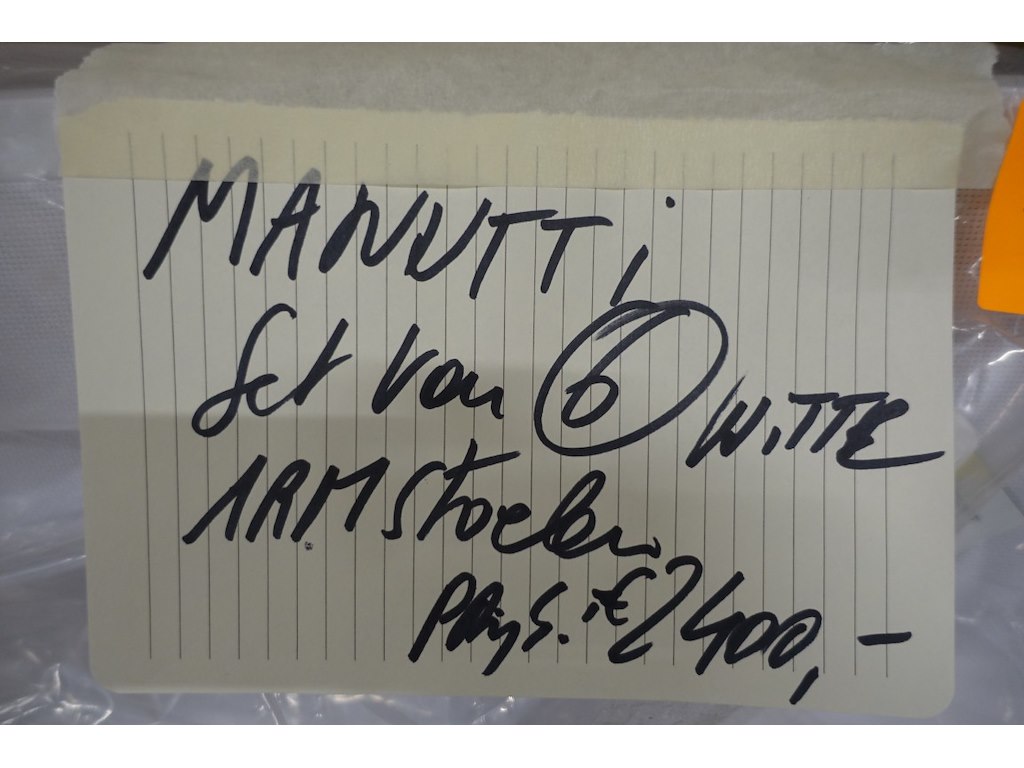 MANUTTi
Set van 6 WiTTE
ARMstoelen
PRijs. € 2400,-